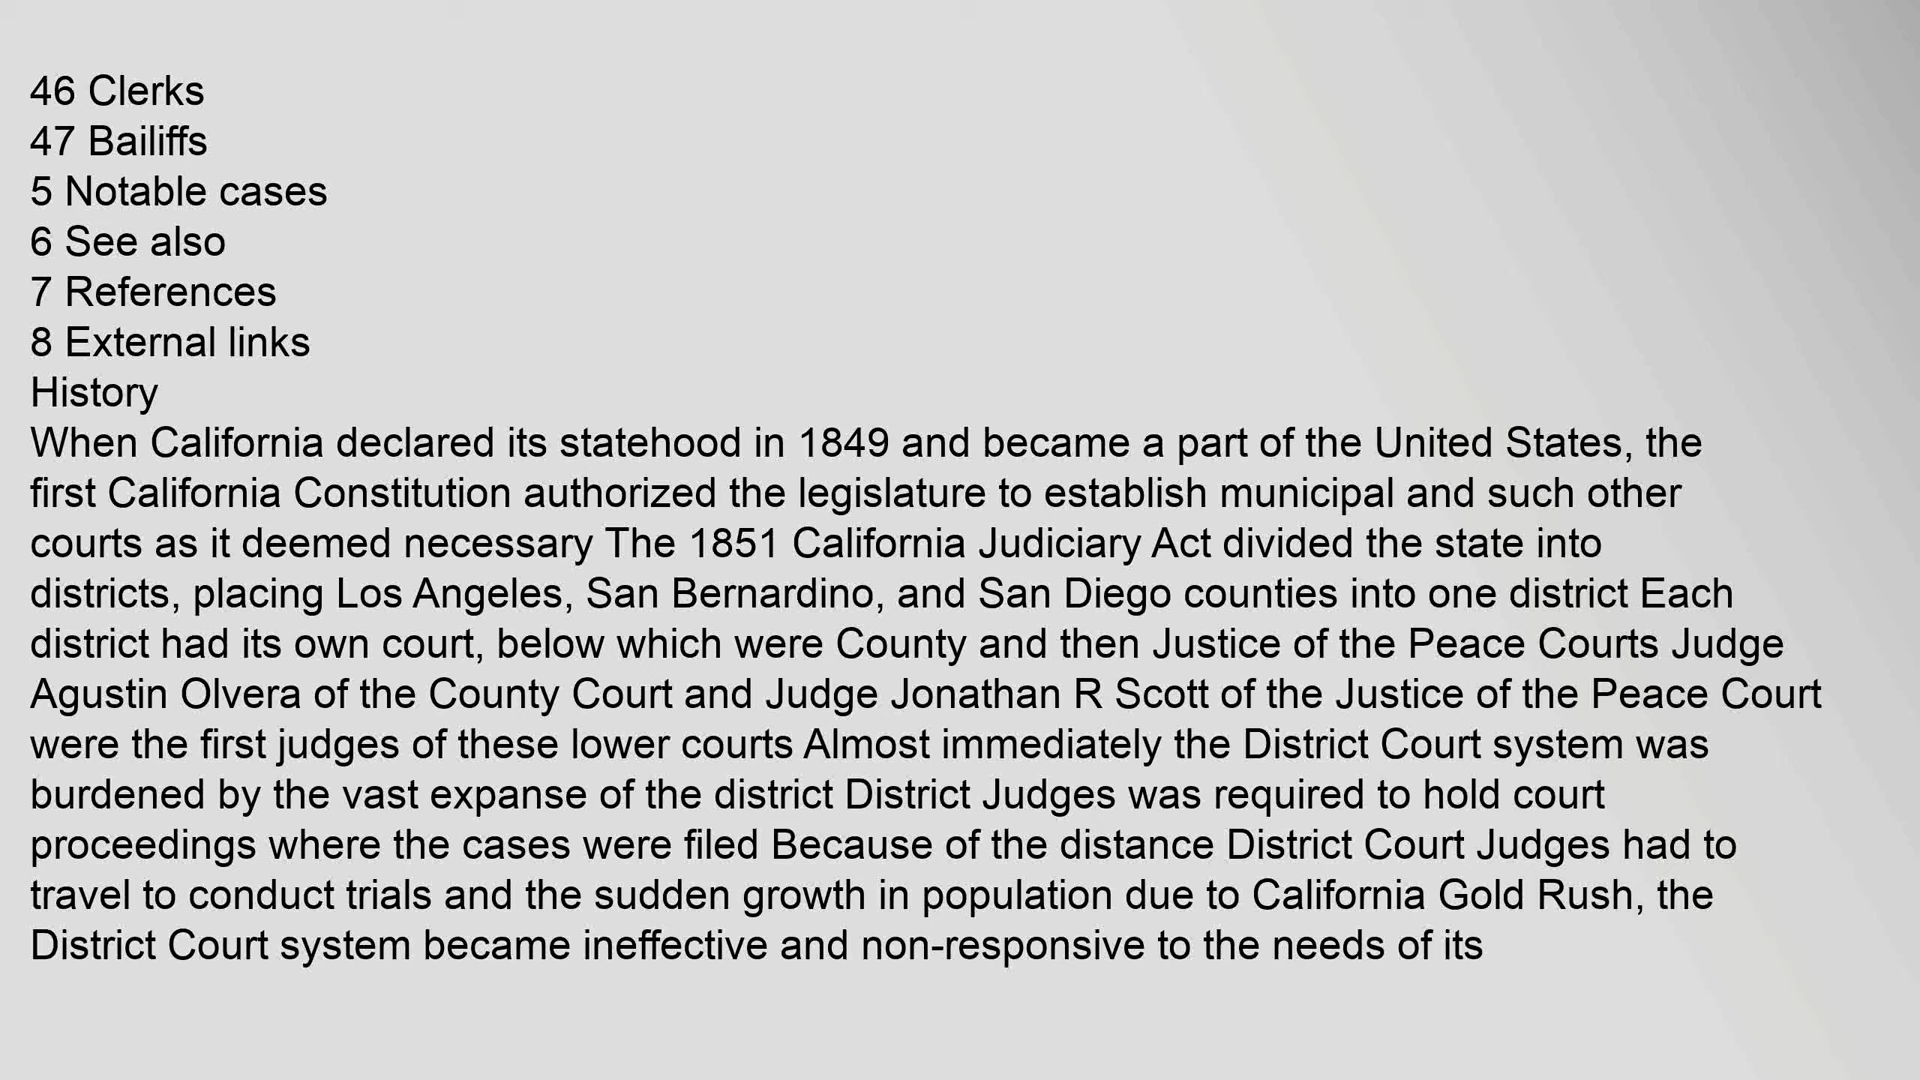 46 Clerks
47 Bailiffs
5 Notable cases
6 See also
7 References
8 External links
History
When California declared its statehood in 1849 and became a part of the United States, the
first California Constitution authorized the legislature to establish municipal and such other
courts as it deemed necessary The 1851 California Judiciary Act divided the state into
districts, placing Los Angeles, San Bernardino, and San Diego counties into one district Each
district had its own court, below which were County and then Justice of the Peace Courts Judge
Agustin Olvera of the County Court and Judge Jonathan R Scott of the Justice of the Peace Court
were the first judges of these lower courts Almost immediately the District Court system was
burdened by the vast expanse of the district District Judges was required to hold court
proceedings where the cases were filed Because of the distance District Court Judges had to
travel to conduct trials and the sudden growth in population due to California Gold Rush, the
District Court system became ineffective and non-responsive to the needs of its